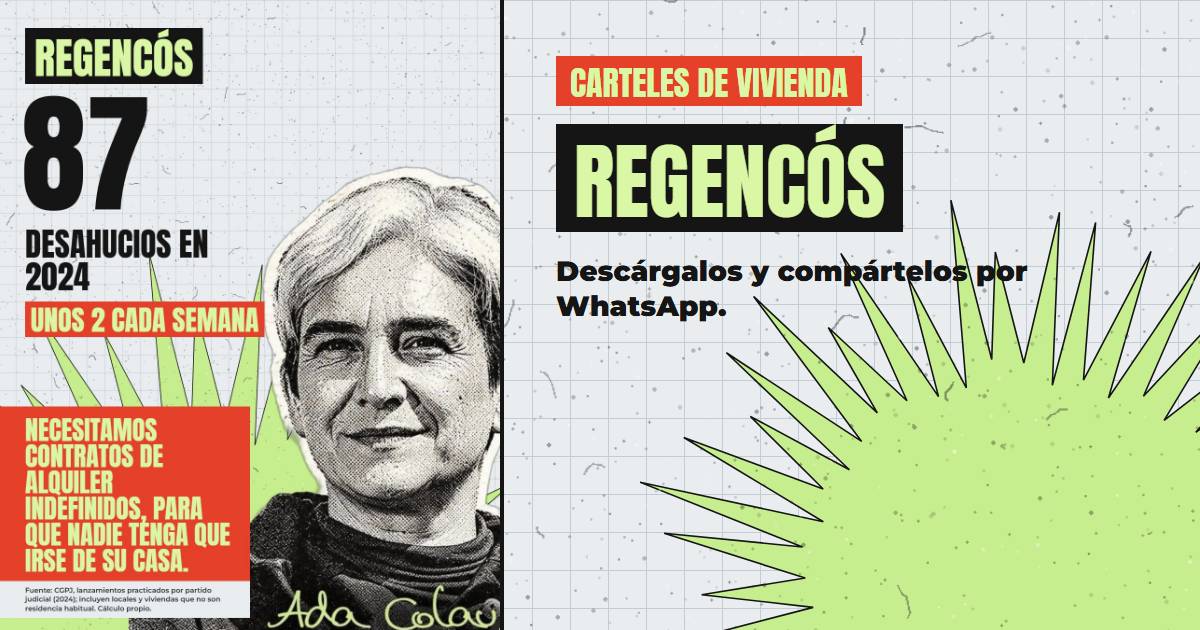 REGENCÓS
87
DESAHUCIOS EN
2024
UNOS 2 CADA SEMANA
NECESITAMOS
CONTRATOS DE
ALQUILER
INDEFINIDOS, PARA
QUE NADIE TENGA QUE
IRSE DE SU CASA.
Fuente: CGPJ, lanzamientos practicados por partido
judicial (2024); incluyen locales y viviendas que no son
residencia habitual. Cálculo propio.
Ada Colau
CARTELES DE VIVIENDA
REGENCÓS
Descárgalos y compártelos por
WhatsApp.